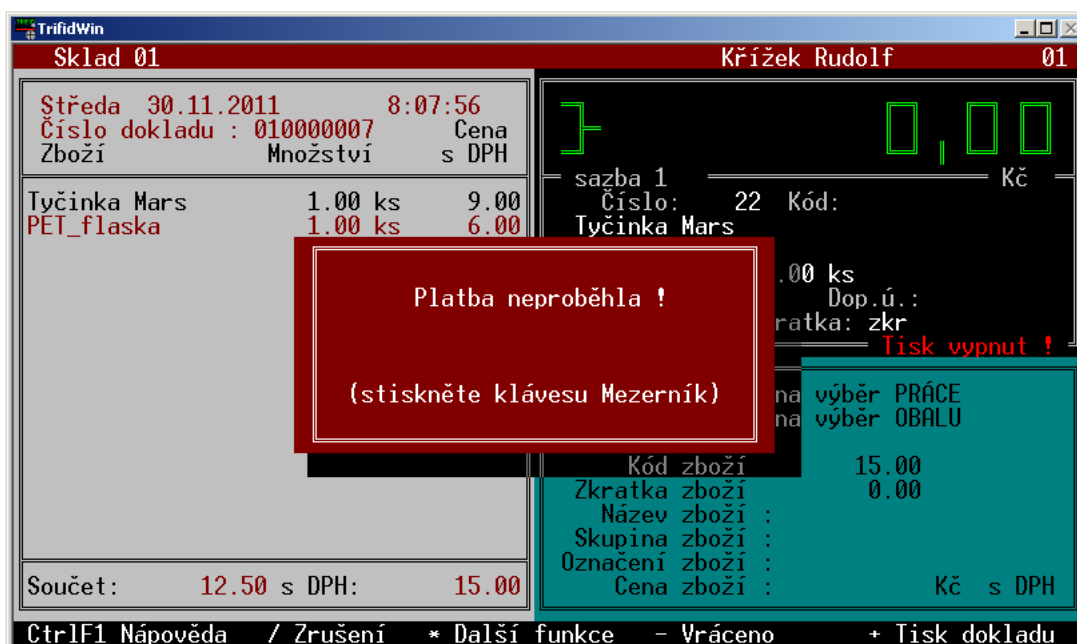 TrifidWin
Sklad 01 Křížek Rudolf 01
Středa 30.11.2011 8:07:56
Číslo dokladu : 010000007 Cena
Zboží Množství s DPH
Tyčinka Mars 1.00 ks 9.00
PET_flaska 1.00 ks 6.00
Součet: 12.50 s DPH: 15.00
0,00
sazba 1 Kč
Číslo: 22 Kód:
Tyčinka Mars
.00 ks
Dop.ú.:
ratka: zkr
Tisk vypnut !
Platba neproběhla !
(stiskněte klávesu Mezerník)
na výběr PRÁCE
na výběr OBALU
Kód zboží 15.00
Zkratka zboží 0.00
Název zboží :
Skupina zboží :
Označení zboží :
Cena zboží : Kč s DPH
CtrlF1 Nápověda / Zrušení * Další funkce - Vráceno + Tisk dokladu